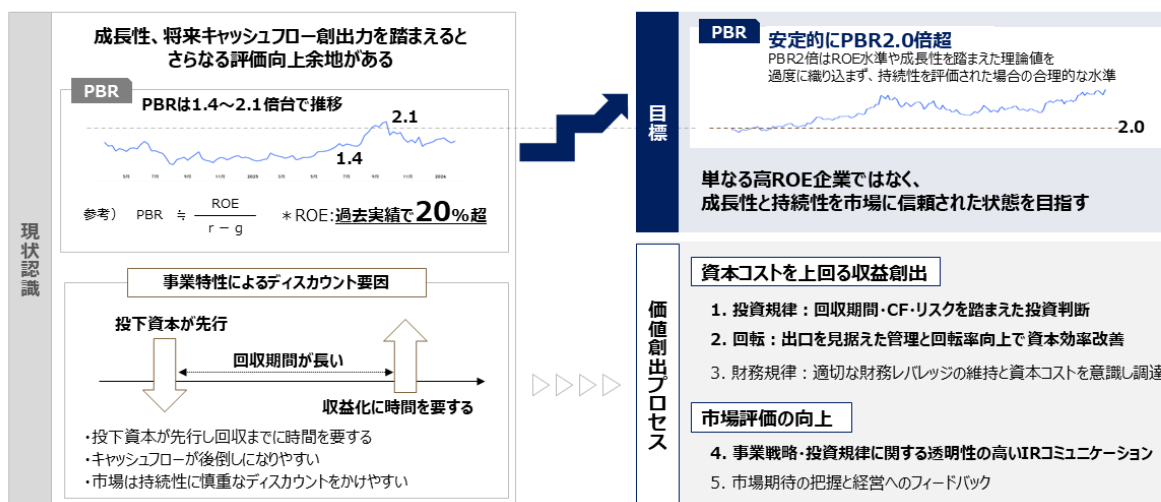 現状認識
成長性、将来キャッシュフロー創出力を踏まえると
さらなる評価向上余地がある
PBR
PBRは1.4~2.1倍台で推移
2.1
1.4
5月 7月 9月 11月 2025 3月 5月 7月 9月 11月 2026
参考） PBR ≒ ROE
r－g
＊ROE:過去実績で20%超
事業特性によるディスカウント要因
投下資本が先行
回収期間が長い
収益化に時間を要する
・投下資本が先行し回収までに時間を要する
・キャッシュフローが後倒しになりやすい
・市場は持続性に慎重なディスカウントをかけやすい
目標
PBR
安定的にPBR2.0倍超
PBR2倍はROE水準や成長性を踏まえた理論値を
過度に織り込まず、持続性を評価された場合の合理的な水準
2.0
単なる高ROE企業ではなく、
成長性と持続性を市場に信頼された状態を目指す
価値創出プロセス
資本コストを上回る収益創出
1. 投資規律：回収期間・CF・リスクを踏まえた投資判断
2. 回転：出口を見据えた管理と回転率向上で資本効率改善
3. 財務規律：適切な財務レバレッジの維持と資本コストを意識し調達
市場評価の向上
4. 事業戦略・投資規律に関する透明性の高いIRコミュニケーション
5. 市場期待の把握と経営へのフィードバック